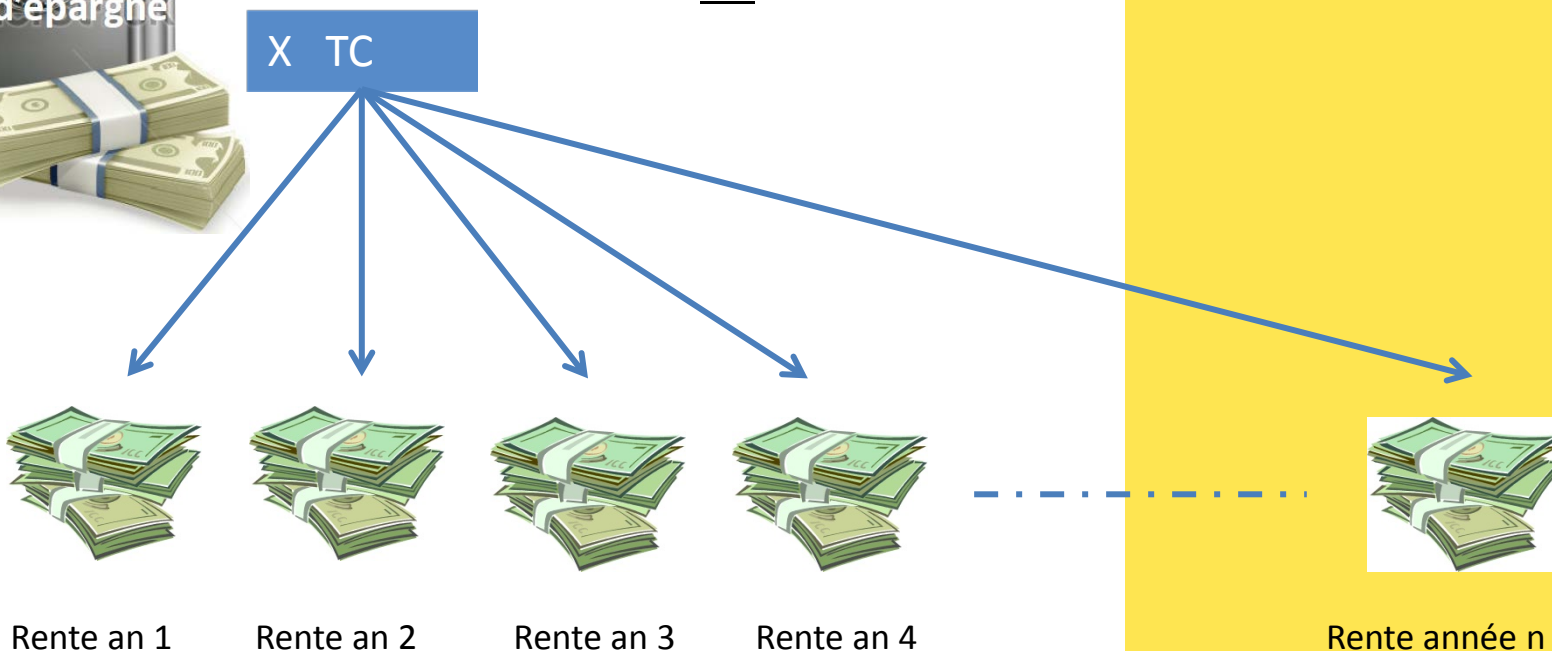 d'épargne
X TC
Rente an 1
Rente an 2
Rente an 3
Rente an 4
Rente année n